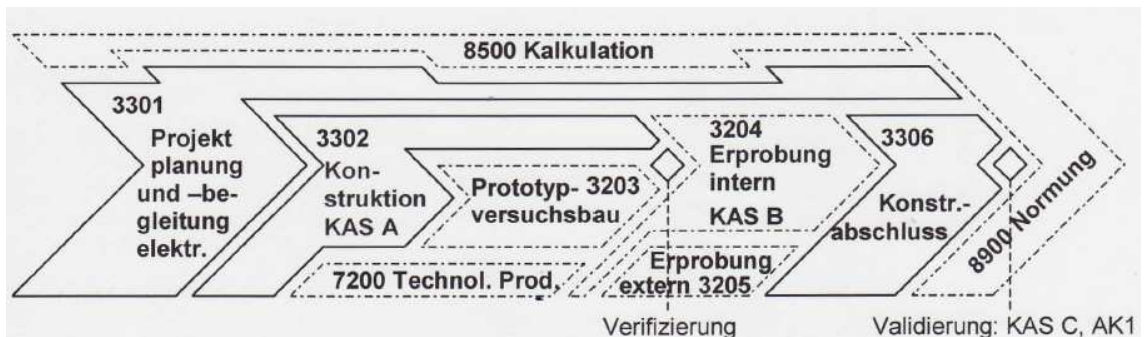 8500 Kalkulation
3301
Projekt
planung
und –be-
gleitung
elektr.
3302
Kon-
struktion
KAS A
Prototyp- 3203
versuchsbau
7200 Technol. Prod.
3204
Erprobung
intern
KAS B
Erprobung
extern 3205
3306
Konstr.-
abschluss
8900 Normung
Verifizierung
Validierung: KAS C, AK1